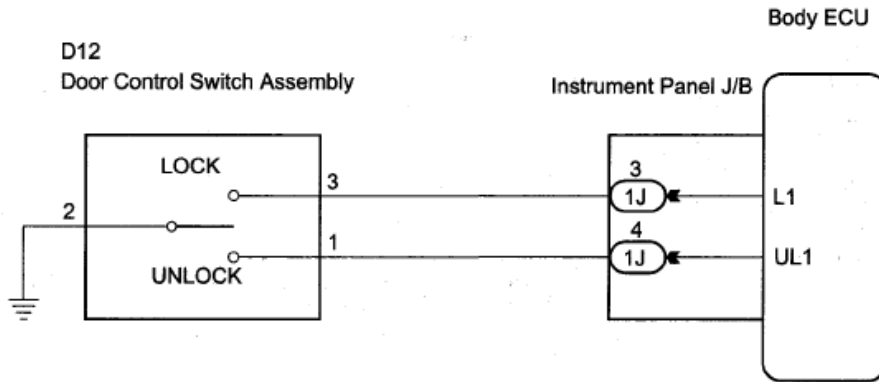 Body ECU
D12
Door Control Switch Assembly
Instrument Panel J/B
LOCK
3
3
1J
L1
2
1
4
1J
UL1
UNLOCK